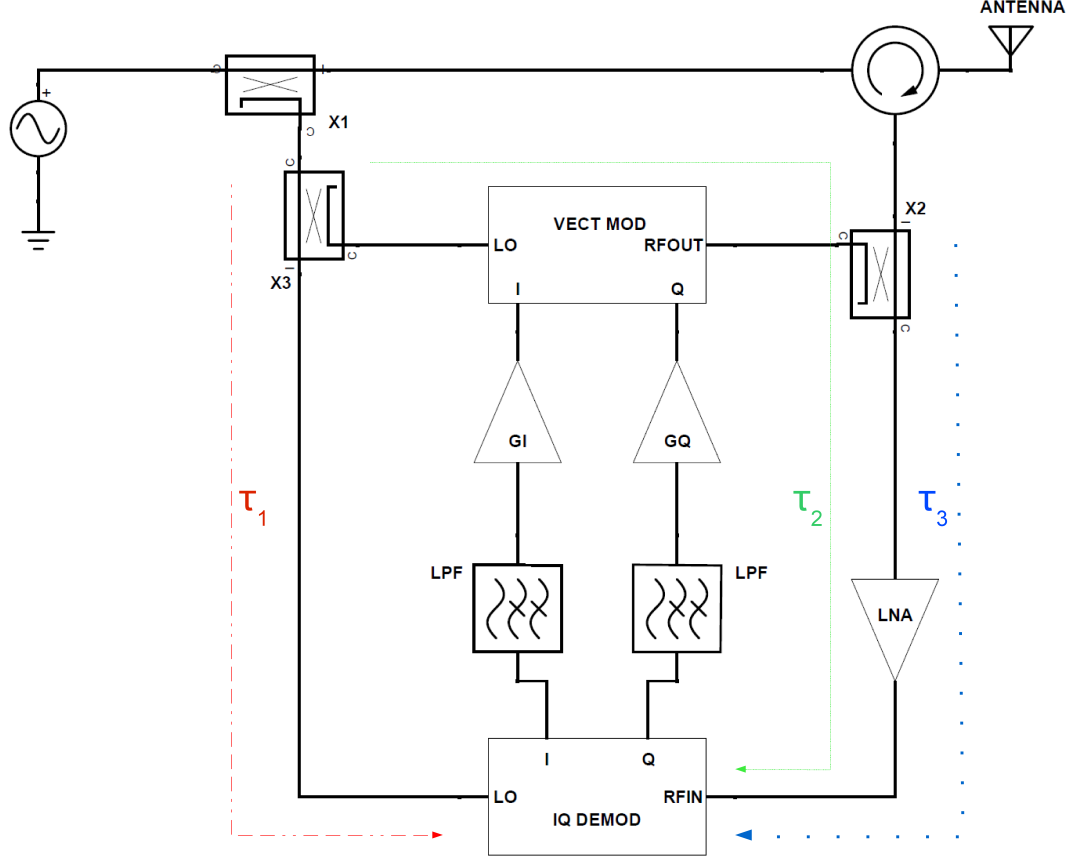 ANTENNA
+
C
I
X1
C
C
X2
I
VECT MOD
C
LO
RFOUT
C
I
X3
I
Q
C
GI
GQ
τ1
τ2
τ3
LPF
LPF
LNA
I
Q
LO
RFIN
IQ DEMOD